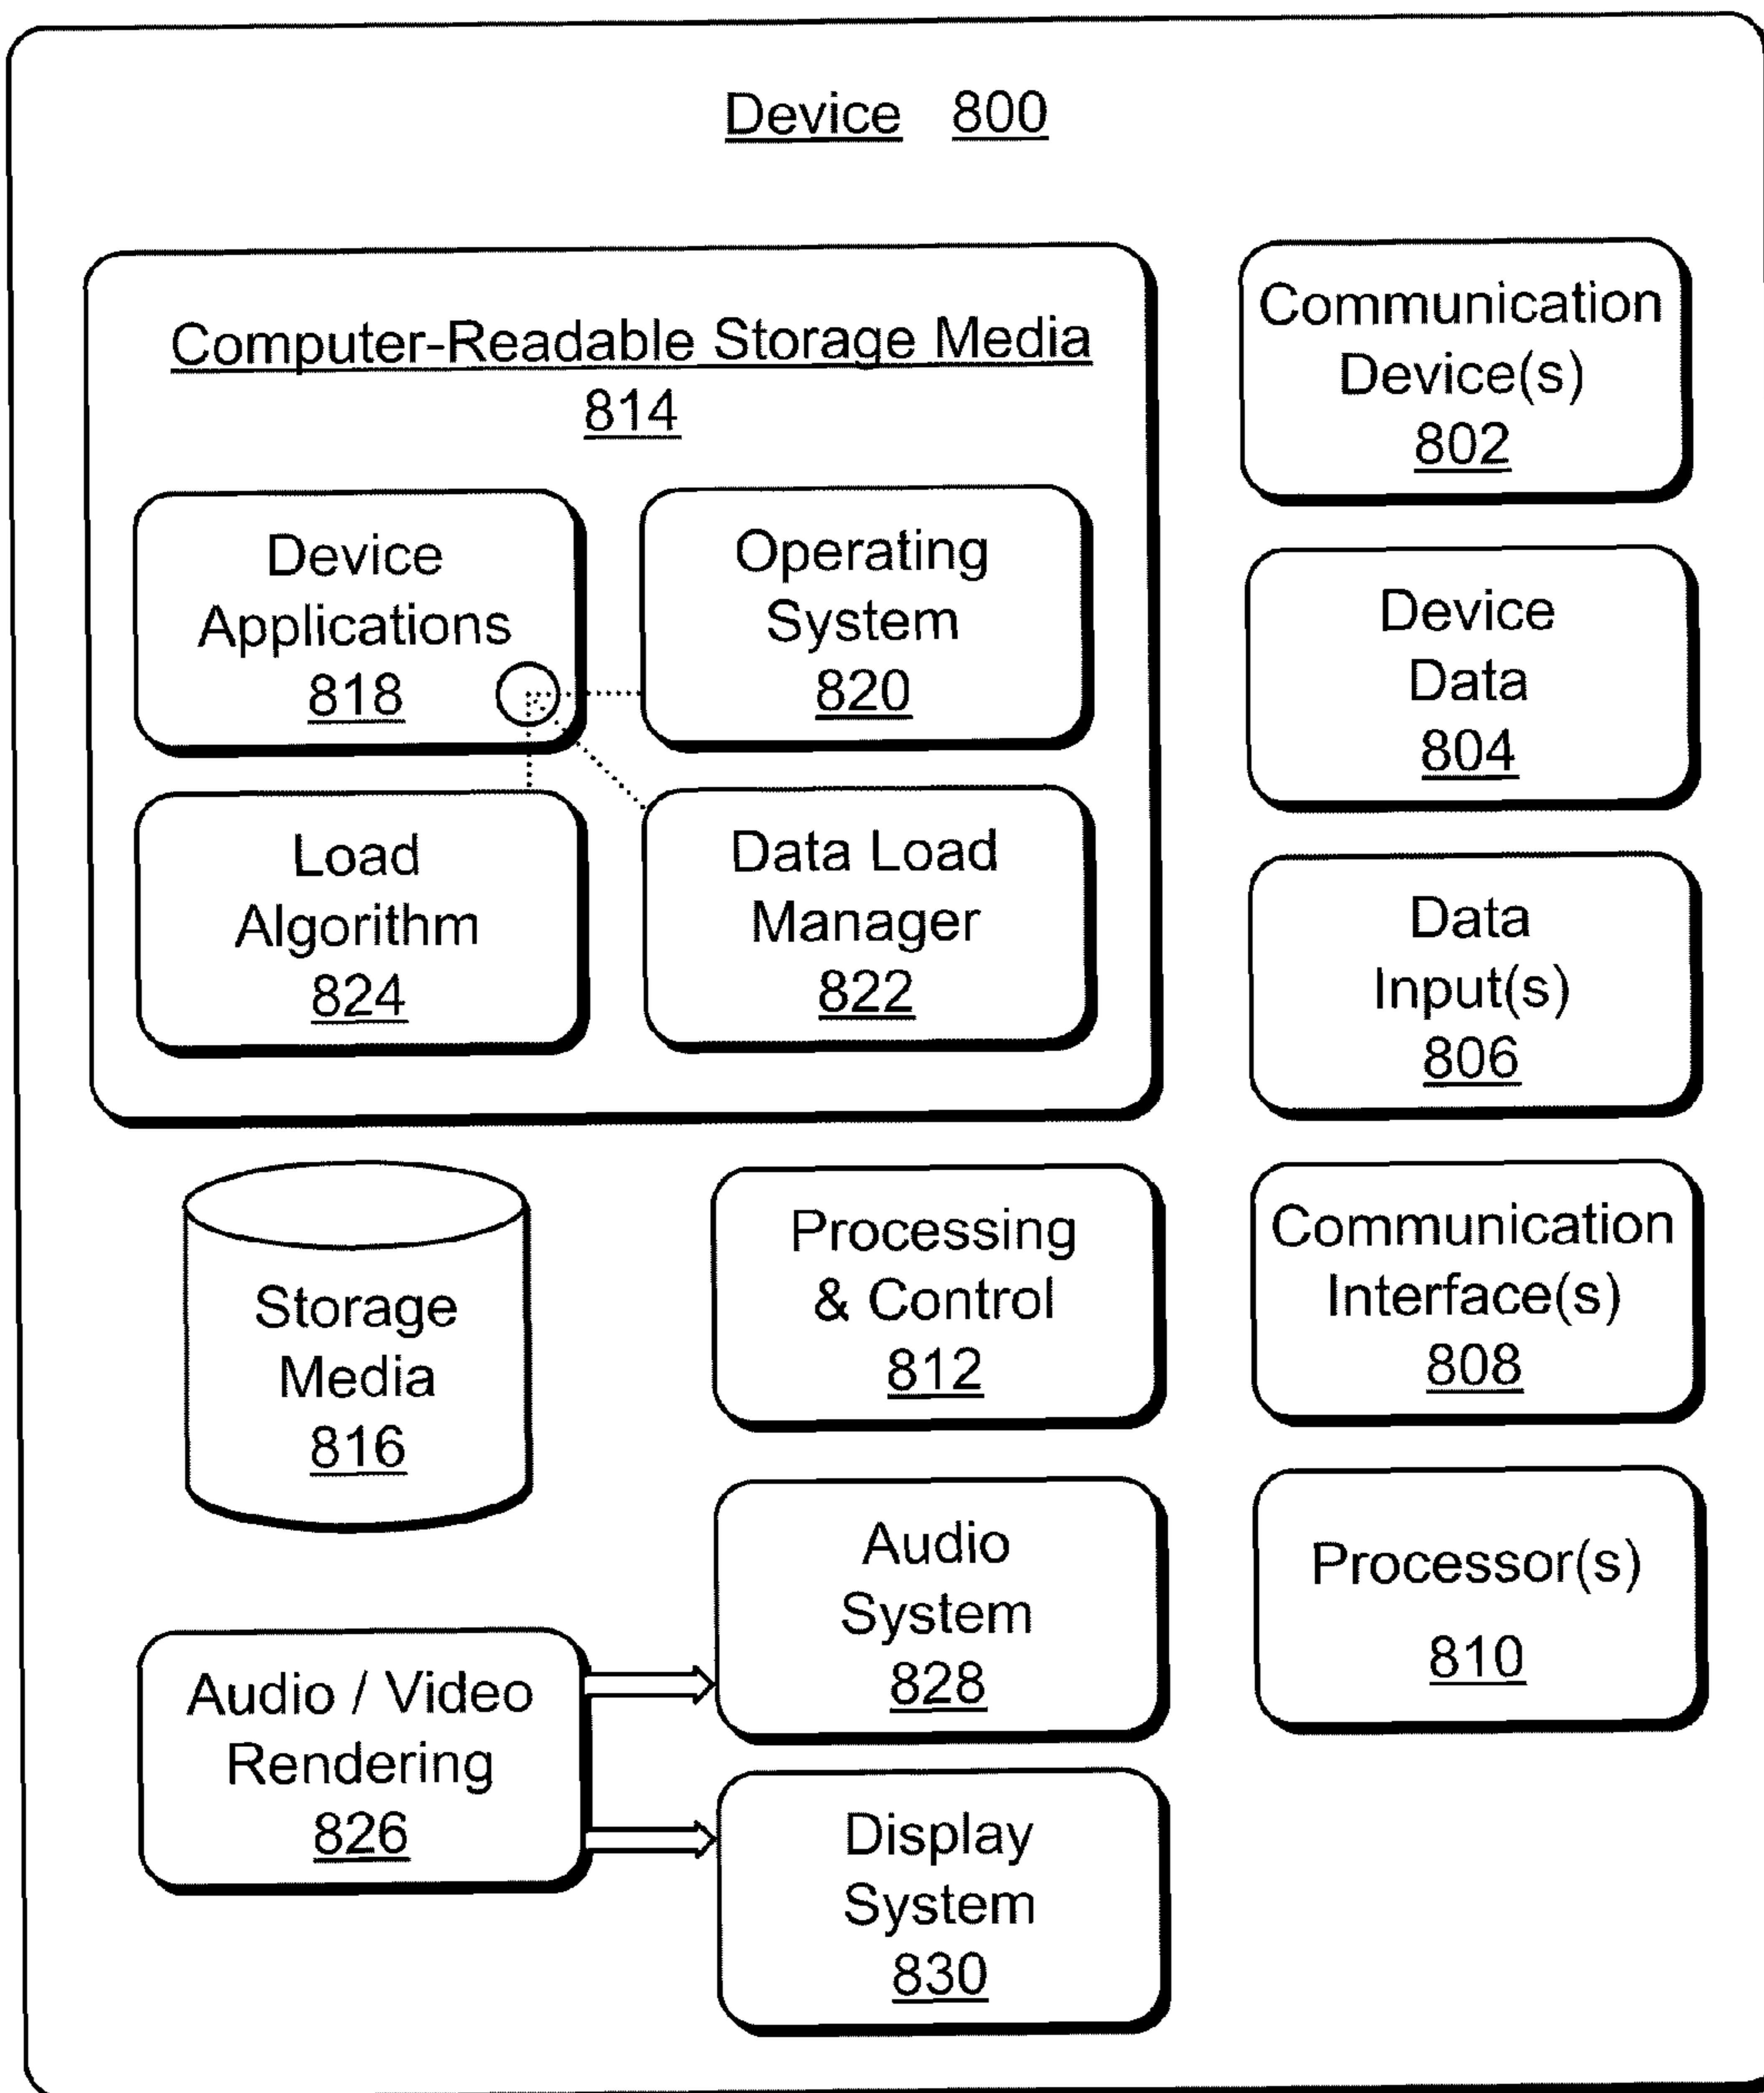 Device 800
Computer-Readable Storage Media
814
Device
Applications
818
Operating
System
820
Load
Algorithm
824
Data Load
Manager
822
Communication
Device(s)
802
Device
Data
804
Data
Input(s)
806
Communication
Interface(s)
808
Processor(s)
810
Storage
Media
816
Processing
& Control
812
Audio / Video
Rendering
826
Audio
System
828
Display
System
830